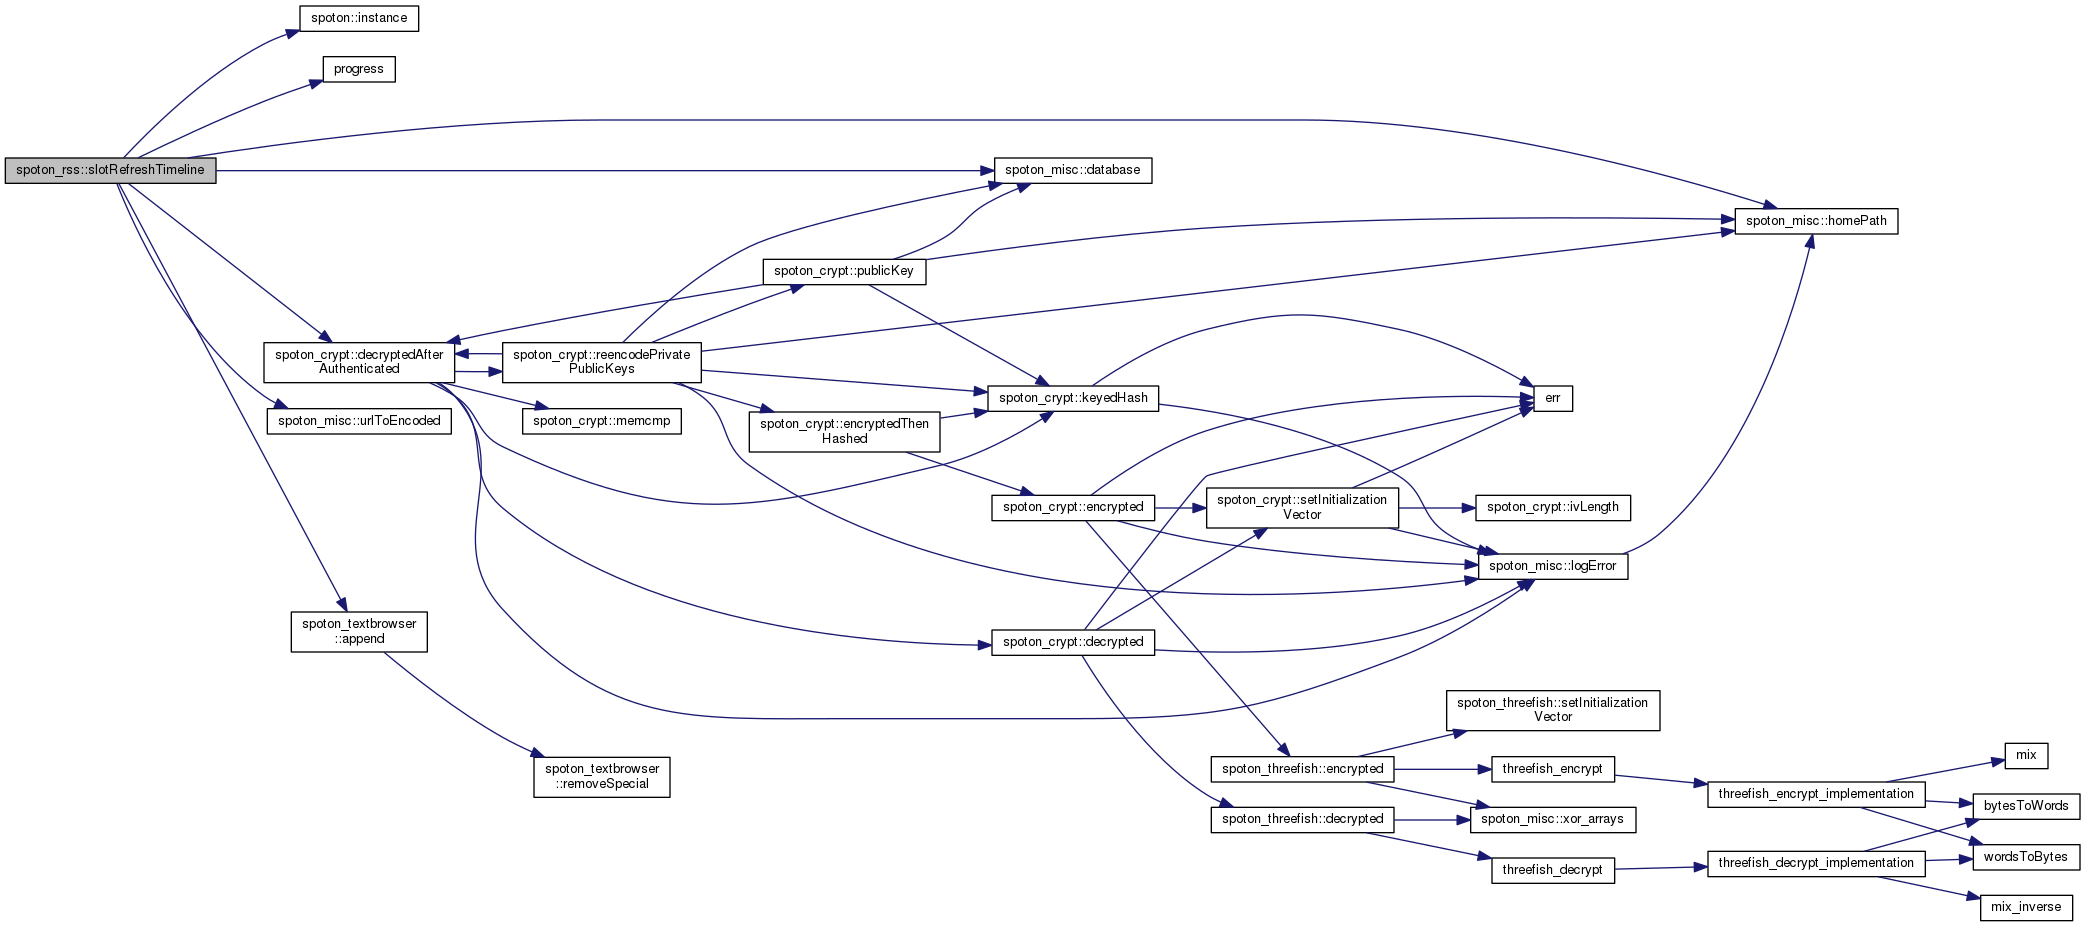 spoton::instance
progress
spoton_rss::slotRefreshTimeline
spoton_misc::database
spoton_misc::homePath
spoton_crypt::publicKey
spoton_crypt::decryptedAfter
Authenticated
spoton_crypt::reencodePrivate
PublicKeys
spoton_crypt::keyedHash
err
spoton_misc::urlToEncoded
spoton_crypt::memcmp
spoton_crypt::encryptedThen
Hashed
spoton_crypt::encrypted
spoton_crypt::setInitialization
Vector
spoton_crypt::ivLength
spoton_misc::logError
spoton_textbrowser
::append
spoton_crypt::decrypted
spoton_threefish::setInitialization
Vector
spoton_textbrowser
::removeSpecial
spoton_threefish::encrypted
threefish_encrypt
mix
threefish_encrypt_implementation
bytesToWords
spoton_threefish::decrypted
spoton_misc::xor_arrays
threefish_decrypt
threefish_decrypt_implementation
wordsToBytes
mix_inverse